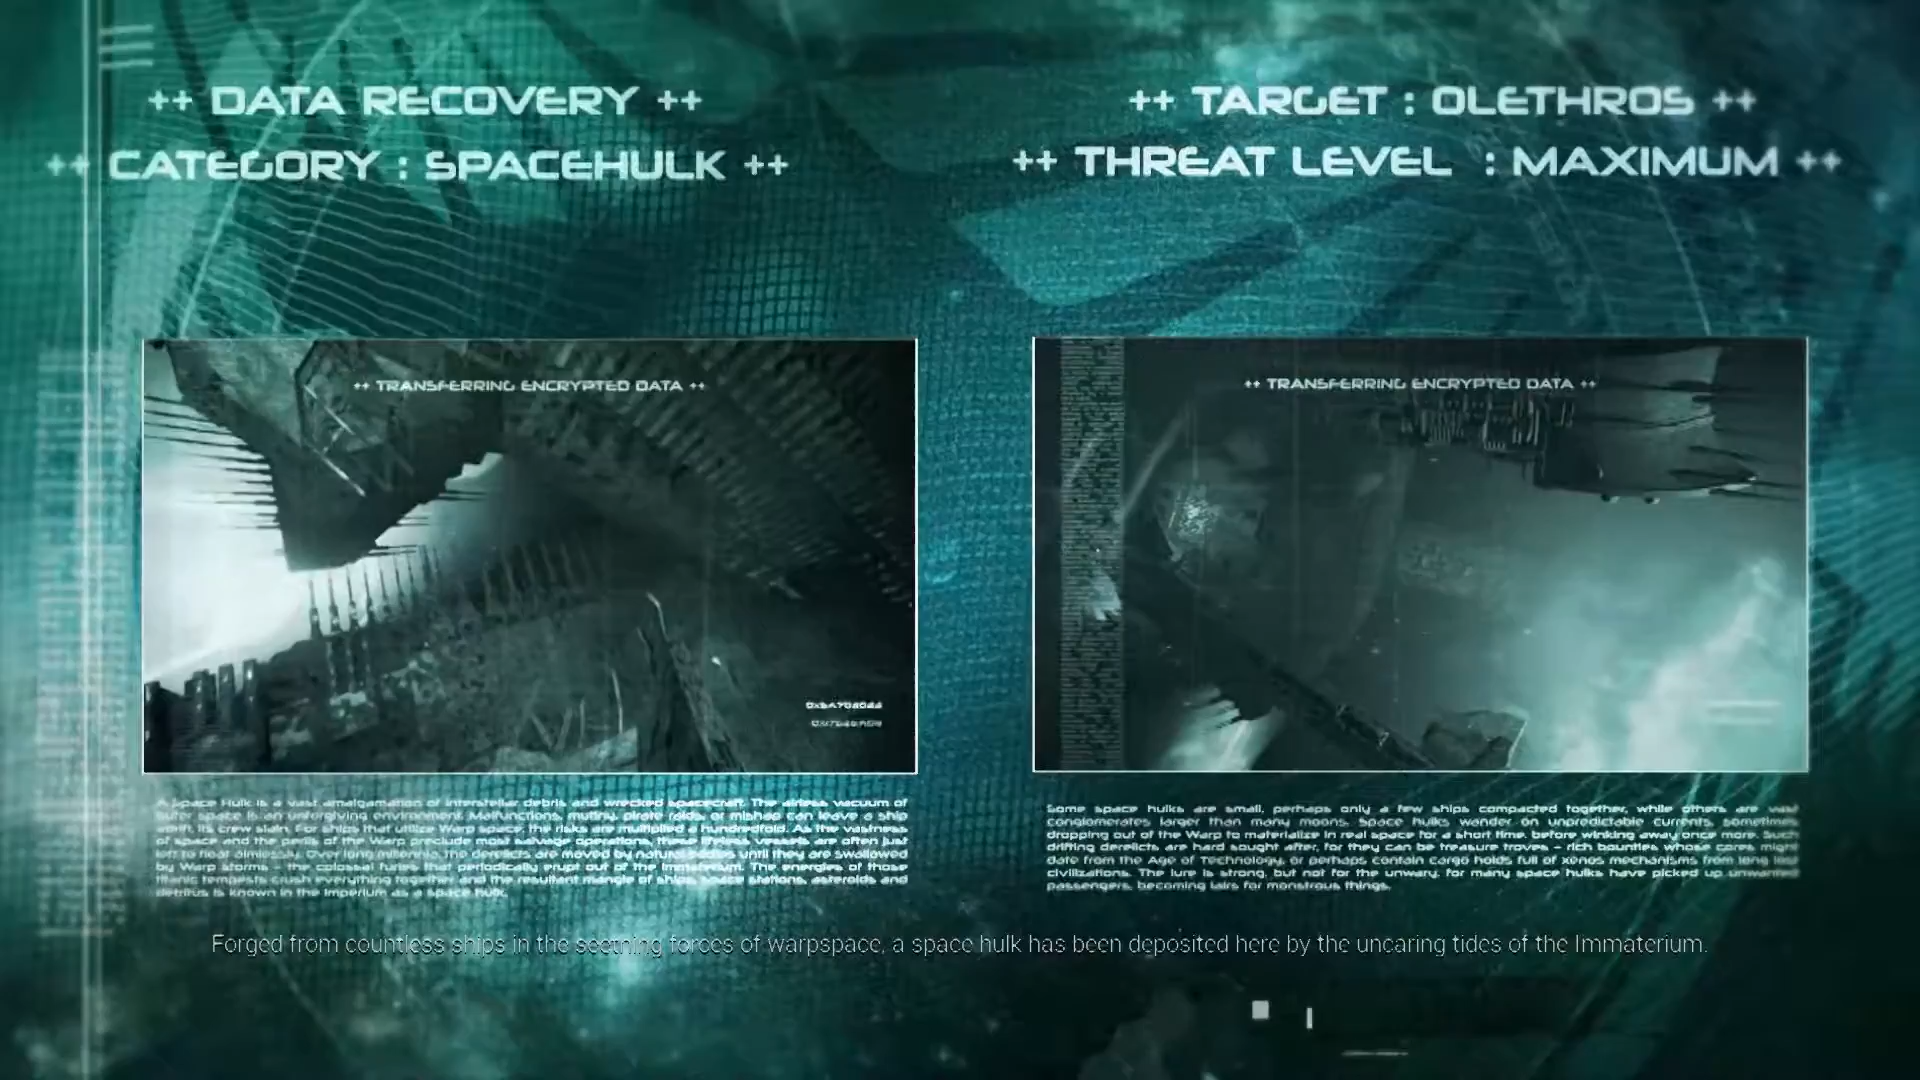 ++ DATA RECOVERY ++
++ CATEGORY : SPACEHULK ++
++ TARGET : OLETHROS ++
++ THREAT LEVEL : MAXIMUM ++
++ TRANSFERRING ENCRYPTED DATA ++
++ TRANSFERRING ENCRYPTED DATA ++
A Space Hulk is a vast amalgamation of interstellar debris and wrecked spacecraft. The airless vacuum of
outer space is an unforgiving environment. Malfunctions, mutiny, pirate raids or mishap can leave a ship
adrift, its crew slain. For ships that utilize Warp space, the risks are multiplied a hundredfold. As the vastness
of space and the perils of the Warp preclude most salvage operations, these lifeless vessels are often just
left to float aimlessly. Over long millennia, the derelicts are moved by natural bodies until they are swallowed
by Warp storms – the colossal furies that periodically erupt out of the Immaterium. The energies of those
titanic tempests crush everything together and the resultant mangle of ships, space stations, asteroids and
detritus is known in the Imperium as a space hulk.
Some space hulks are small, perhaps only a few ships compacted together, while others are vast
conglomerates larger than many moons. Space hulks wander on unpredictable currents, sometimes
dropping out of the Warp to materialize in real space for a short time, before winking away once more. Such
drifting derelicts are hard sought after, for they can be treasure troves – rich bounties whose cores might
date from the Age of Technology, or perhaps contain cargo holds full of xenos mechanisms from long lost
civilizations. The lure is strong, but not for the unwary, for many space hulks have picked up unwanted
passengers, becoming lairs for monstrous things.
Forged from countless ships in the seething forces of warpspace, a space hulk has been deposited here by the uncaring tides of the Immaterium.